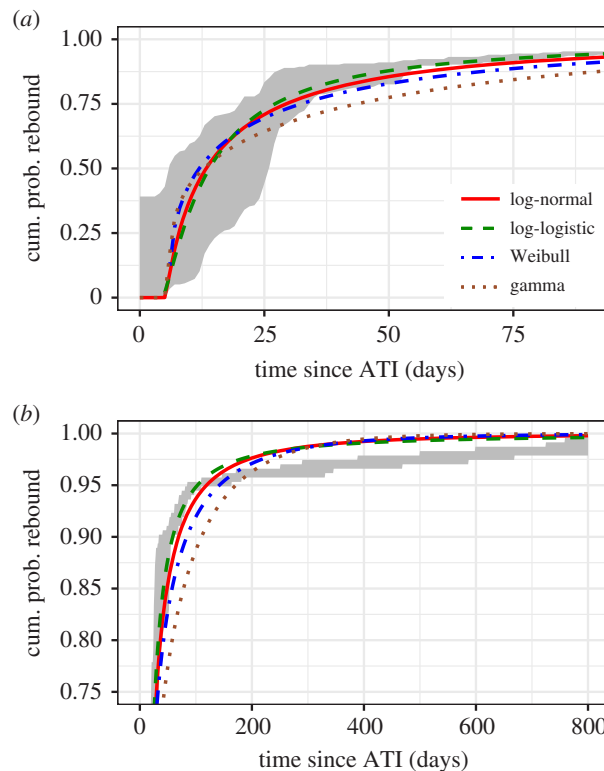 (a)
1.00
0.75
0.50
0.25
0
cum. prob. rebound
log-normal
log-logistic
Weibull
gamma
0 25 50 75
time since ATI (days)
(b)
1.00
0.95
0.90
0.85
0.80
0.75
cum. prob. rebound
0 200 400 600 800
time since ATI (days)